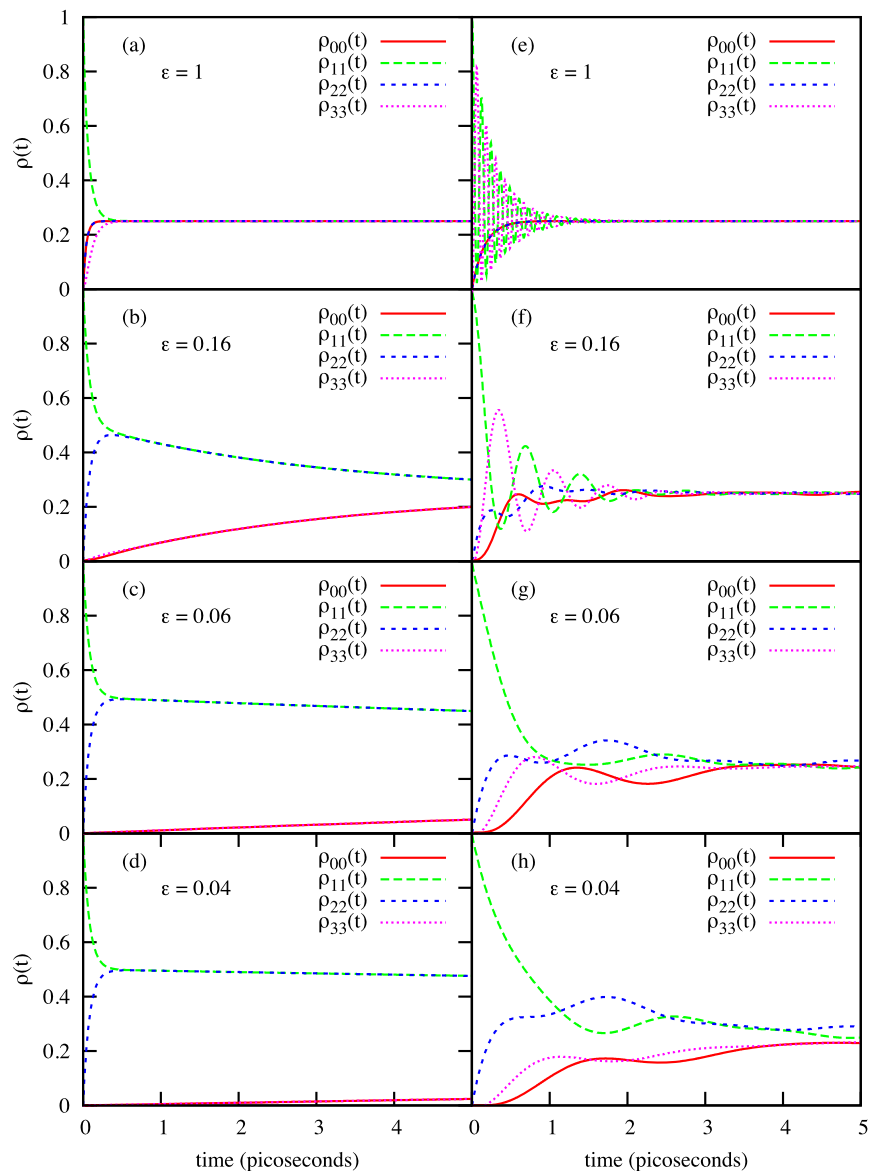 (a)
ε = 1
ρ00(t)
ρ11(t)
ρ22(t)
ρ33(t)
1
0.8
0.6
0.4
0.2
0
ρ(t)
(e)
ε = 1
ρ00(t)
ρ11(t)
ρ22(t)
ρ33(t)
(b)
ε = 0.16
ρ00(t)
ρ11(t)
ρ22(t)
ρ33(t)
0.8
0.6
0.4
0.2
0
ρ(t)
(f)
ε = 0.16
ρ00(t)
ρ11(t)
ρ22(t)
ρ33(t)
(c)
ε = 0.06
ρ00(t)
ρ11(t)
ρ22(t)
ρ33(t)
0.8
0.6
0.4
0.2
0
ρ(t)
(g)
ε = 0.06
ρ00(t)
ρ11(t)
ρ22(t)
ρ33(t)
(d)
ε = 0.04
ρ00(t)
ρ11(t)
ρ22(t)
ρ33(t)
0.8
0.6
0.4
0.2
0
ρ(t)
(h)
ε = 0.04
ρ00(t)
ρ11(t)
ρ22(t)
ρ33(t)
0 1 2 3 4
0 1 2 3 4 5
time (picoseconds)
time (picoseconds)